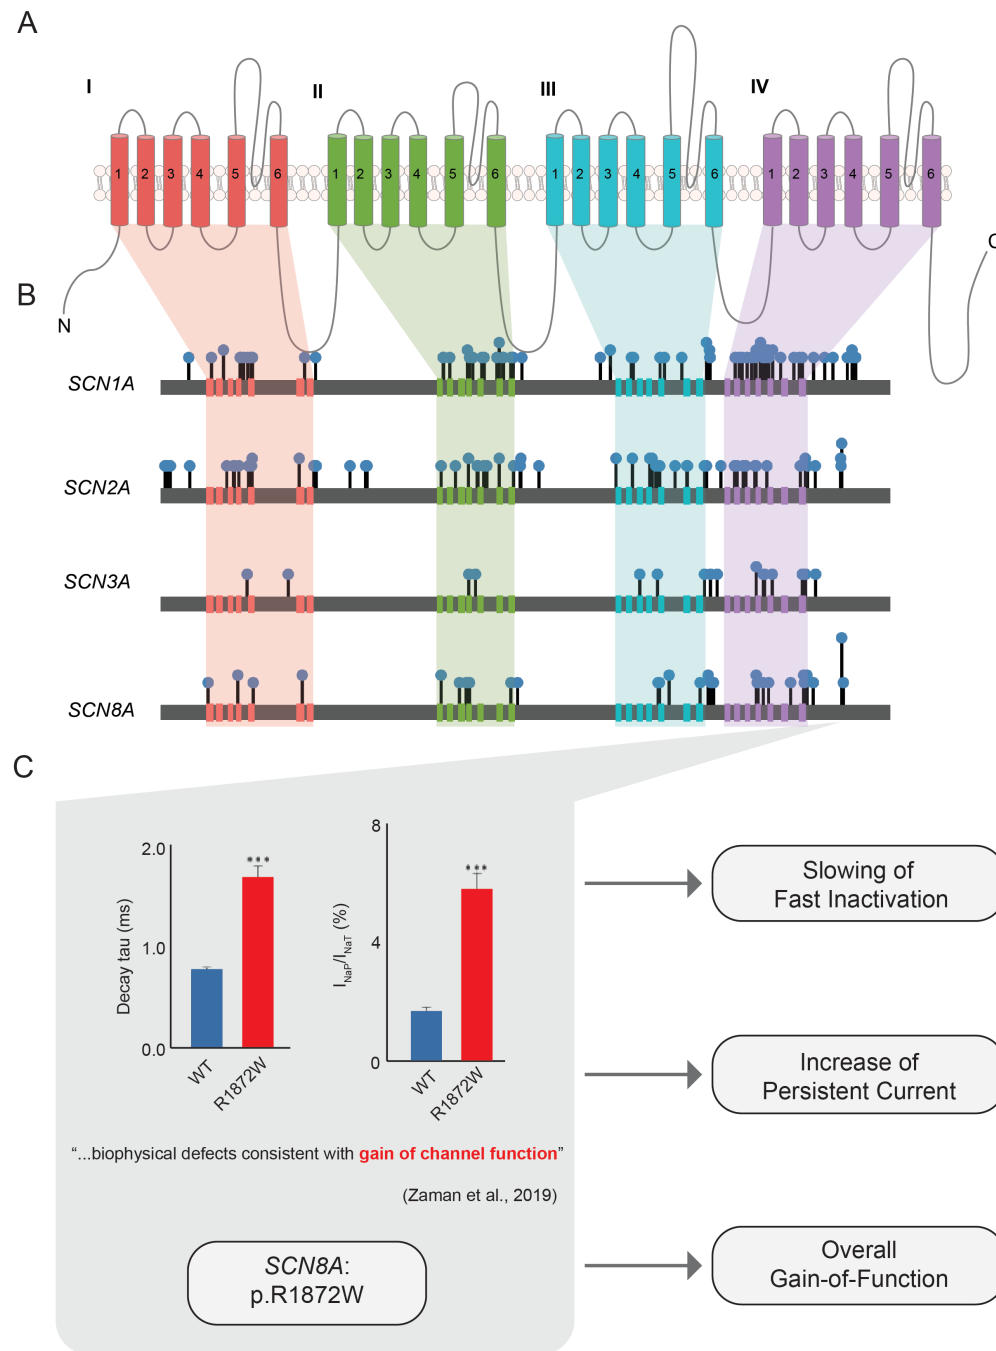 A
I
II
III
IV
1 2 3 4 5 6
1 2 3 4 5 6
1 2 3 4 5 6
1 2 3 4 5 6
N
C
B
SCN1A
SCN2A
SCN3A
SCN8A
C
2.0
1.0
0.0
Decay tau (ms)
***
WT
R1872W
8
4
0
INaP/INaT (%)
***
WT
R1872W
“...biophysical defects consistent with gain of channel function”
(Zaman et al., 2019)
SCN8A:
p.R1872W
Slowing of
Fast Inactivation
Increase of
Persistent Current
Overall
Gain-of-Function